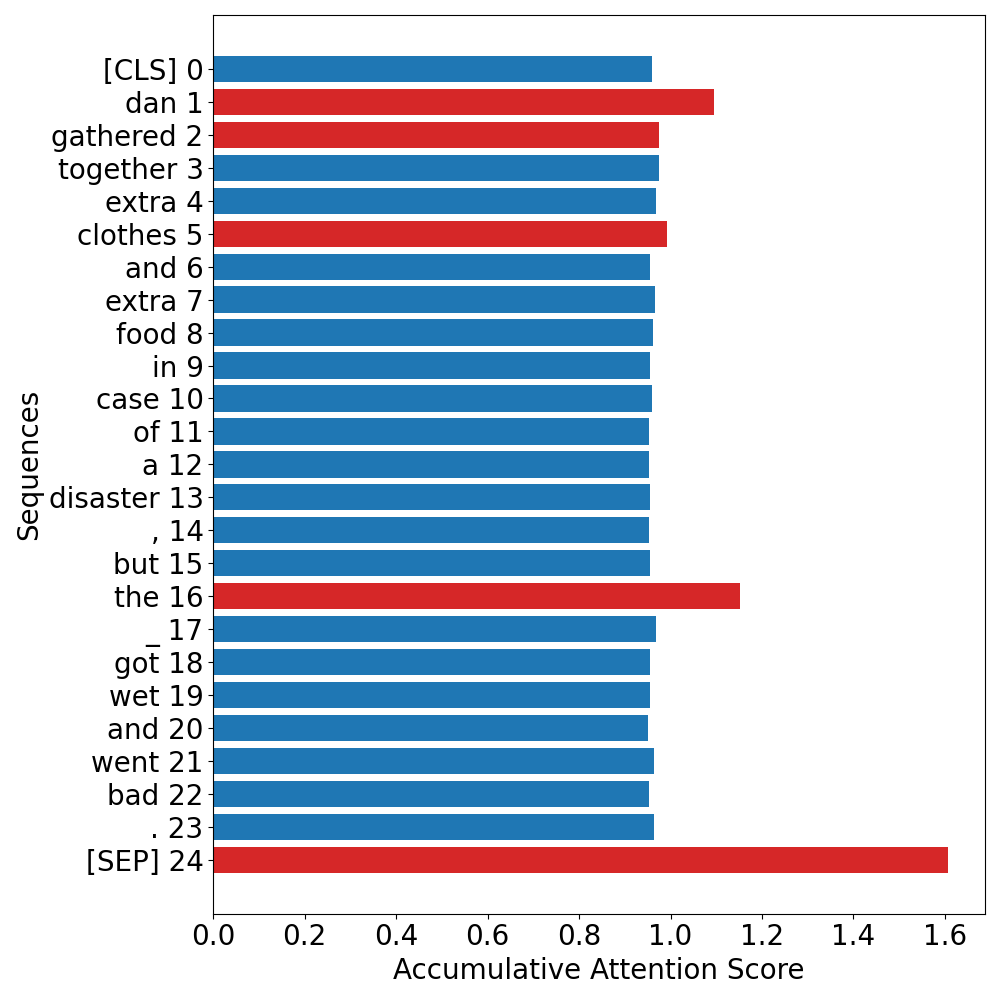 [CLS] 0
dan 1
gathered 2
together 3
extra 4
clothes 5
and 6
extra 7
food 8
in 9
case 10
of 11
a 12
disaster 13
, 14
but 15
the 16
_ 17
got 18
wet 19
and 20
went 21
bad 22
. 23
[SEP] 24
Sequences
0.0 0.2 0.4 0.6 0.8 1.0 1.2 1.4 1.6
Accumulative Attention Score